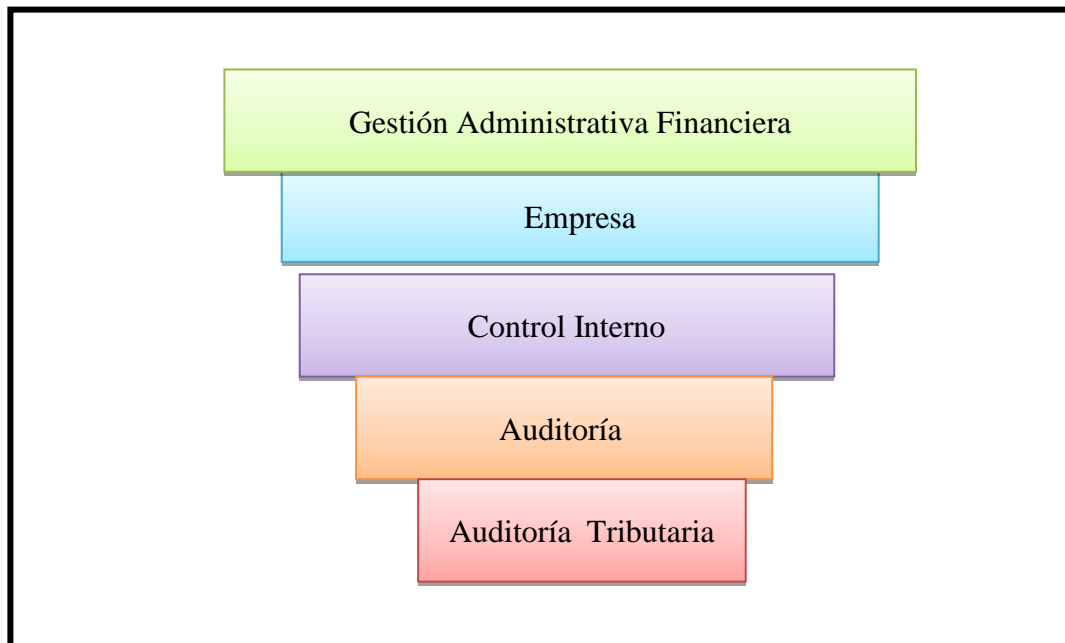 Gestión Administrativa Financiera
Empresa
Control Interno
Auditoría
Auditoría Tributaria